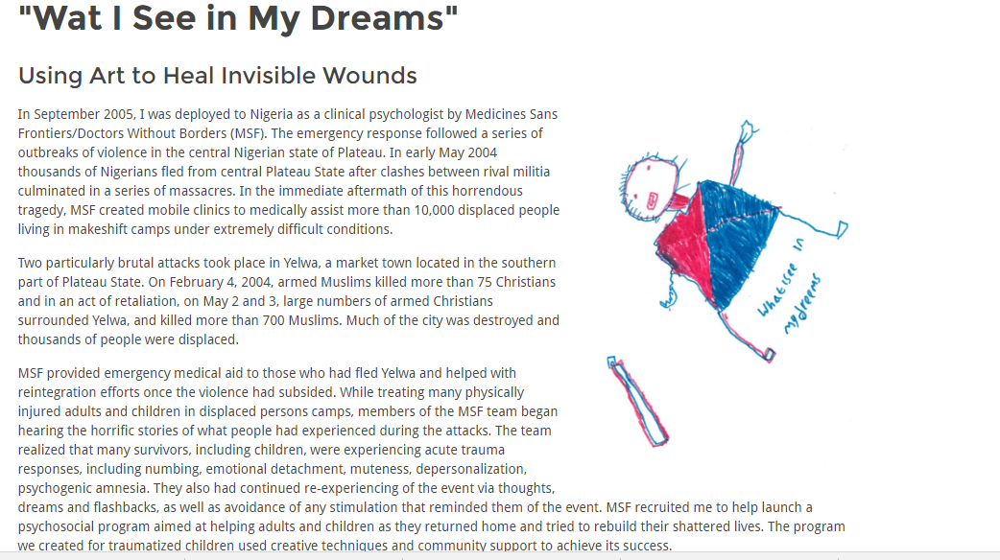 "Wat I See in My Dreams"
Using Art to Heal Invisible Wounds
In September 2005, I was deployed to Nigeria as a clinical psychologist by Medicines Sans
Frontiers/Doctors Without Borders (MSF). The emergency response followed a series of
outbreaks of violence in the central Nigerian state of Plateau. In early May 2004
thousands of Nigerians fled from central Plateau State after clashes between rival militia
culminated in a series of massacres. In the immediate aftermath of this horrendous
tragedy, MSF created mobile clinics to medically assist more than 10,000 displaced people
living in makeshift camps under extremely difficult conditions.
Two particularly brutal attacks took place in Yelwa, a market town located in the southern
part of Plateau State. On February 4, 2004, armed Muslims killed more than 75 Christians
and in an act of retaliation, on May 2 and 3, large numbers of armed Christians
surrounded Yelwa, and killed more than 700 Muslims. Much of the city was destroyed and
thousands of people were displaced.
MSF provided emergency medical aid to those who had fled Yelwa and helped with
reintegration efforts once the violence had subsided. While treating many physically
injured adults and children in displaced persons camps, members of the MSF team began
hearing the horrific stories of what people had experienced during the attacks. The team
realized that many survivors, including children, were experiencing acute trauma
responses, including numbing, emotional detachment, muteness, depersonalization,
psychogenic amnesia. They also had continued re-experiencing of the event via thoughts,
dreams and flashbacks, as well as avoidance of any stimulation that reminded them of the event. MSF recruited me to help launch a
psychosocial program aimed at helping adults and children as they returned home and tried to rebuild their shattered lives. The program
we created for traumatized children used creative techniques and community support to achieve its success.
What i see in
my dreems